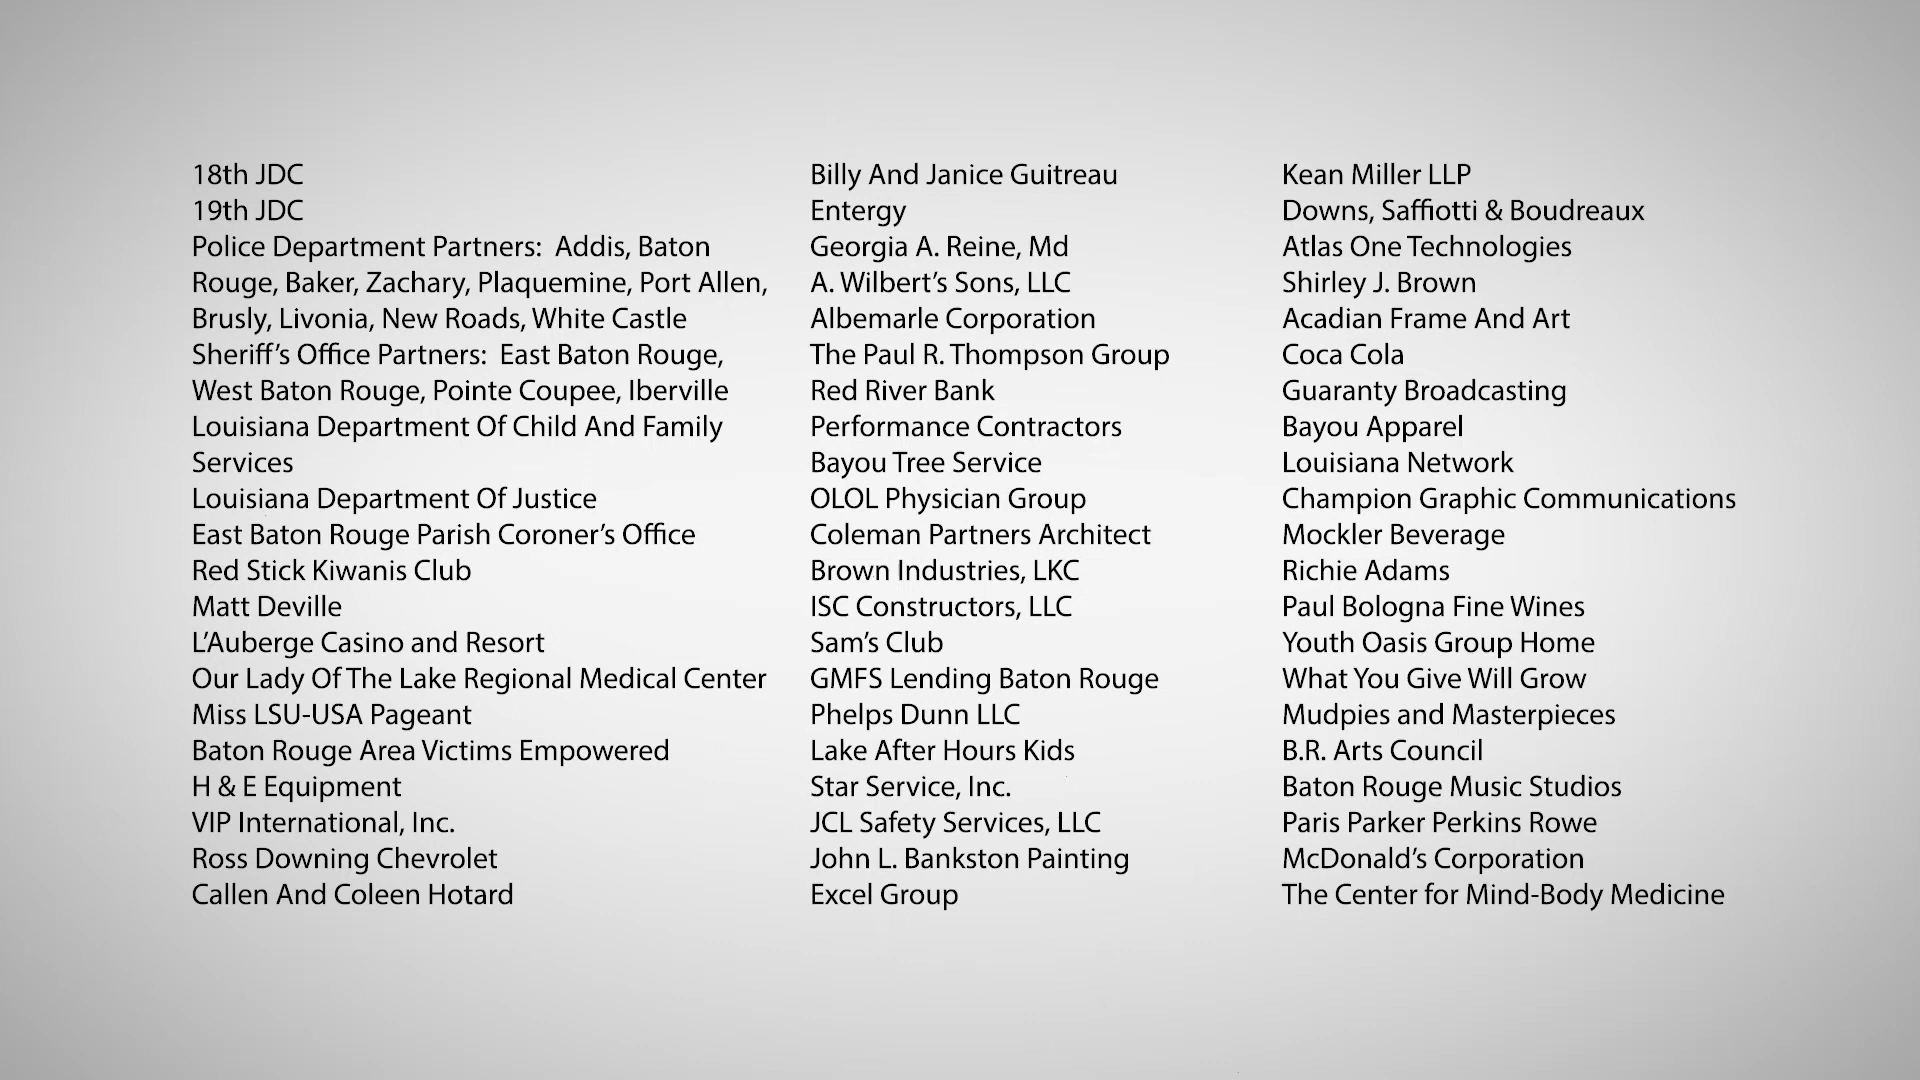 18th JDC
19th JDC
Police Department Partners:  Addis, Baton
Rouge, Baker, Zachary, Plaquemine, Port Allen,
Brusly, Livonia, New Roads, White Castle
Sheriff’s Office Partners:  East Baton Rouge,
West Baton Rouge, Pointe Coupee, Iberville
Louisiana Department Of Child And Family
Services
Louisiana Department Of Justice
East Baton Rouge Parish Coroner’s Office
Red Stick Kiwanis Club
Matt Deville
L’Auberge Casino and Resort
Our Lady Of The Lake Regional Medical Center
Miss LSU-USA Pageant
Baton Rouge Area Victims Empowered
H & E Equipment
VIP International, Inc.
Ross Downing Chevrolet
Callen And Coleen Hotard
Billy And Janice Guitreau
Entergy
Georgia A. Reine, Md
A. Wilbert’s Sons, LLC
Albemarle Corporation
The Paul R. Thompson Group
Red River Bank
Performance Contractors
Bayou Tree Service
OLOL Physician Group
Coleman Partners Architect
Brown Industries, LKC
ISC Constructors, LLC
Sam’s Club
GMFS Lending Baton Rouge
Phelps Dunn LLC
Lake After Hours Kids
Star Service, Inc.
JCL Safety Services, LLC
John L. Bankston Painting
Excel Group
Kean Miller LLP
Downs, Saffiotti & Boudreaux
Atlas One Technologies
Shirley J. Brown
Acadian Frame And Art
Coca Cola
Guaranty Broadcasting
Bayou Apparel
Louisiana Network
Champion Graphic Communications
Mockler Beverage
Richie Adams
Paul Bologna Fine Wines
Youth Oasis Group Home
What You Give Will Grow
Mudpies and Masterpieces
B.R. Arts Council
Baton Rouge Music Studios
Paris Parker Perkins Rowe
McDonald’s Corporation
The Center for Mind-Body Medicine